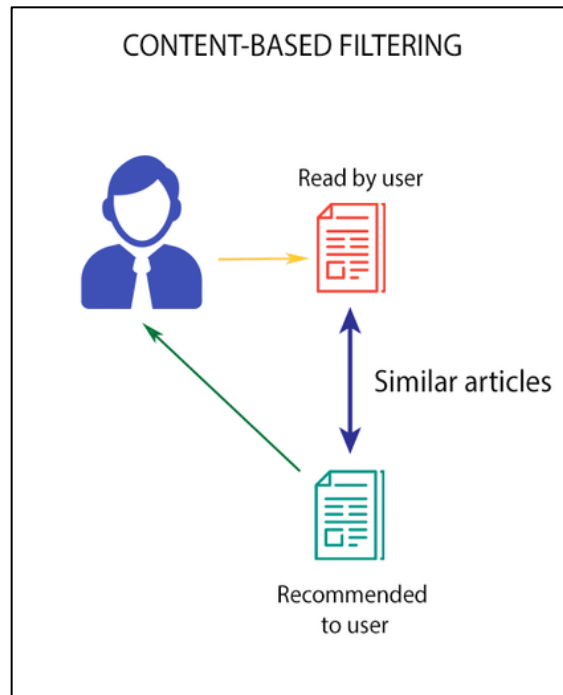 CONTENT-BASED FILTERING
Read by user
Similar articles
Recommended
to user